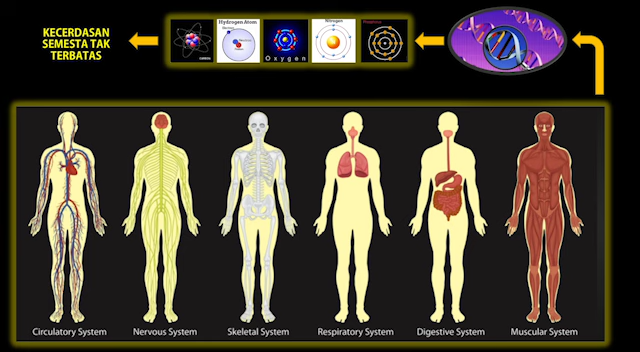 KECERDASAN
SEMESTA TAK
TERBATAS
Hydrogen Atom
Oxygen
Nitrogen
Circulatory System
Nervous System
Skeletal System
Respiratory System
Digestive System
Muscular System